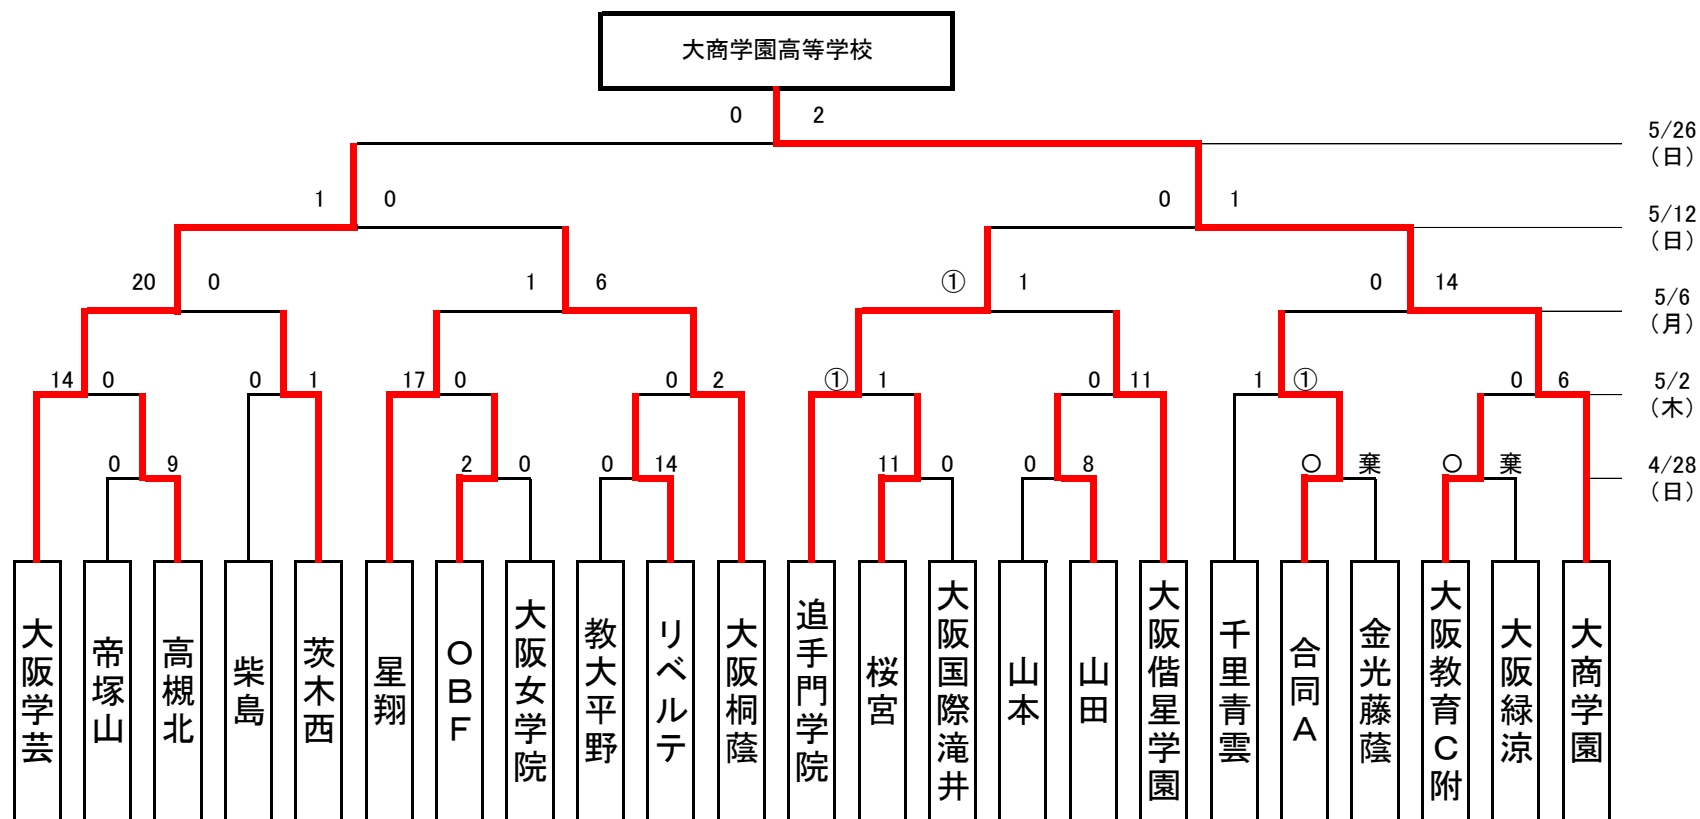 大商学園高等学校
0 2
5/26
(日)
1 0 0 1
5/12
(日)
20 0 1 6 ① 1 0 14
5/6
(月)
14 0 0 1 17 0 0 2 ① 1 0 11 1 ① 0 6
5/2
(木)
0 9 2 0 0 14 11 0 0 8 〇 棄 〇 棄
4/28
(日)
大阪学芸
帝塚山
高槻北
柴島
茨木西
星翔
OBF
大阪女学院
教大平野
リベルテ
大阪桐蔭
追手門学院
桜宮
大阪国際滝井
山本
山田
大阪偕星学園
千里青雲
合同A
金光藤蔭
大阪教育C附
大阪緑涼
大商学園